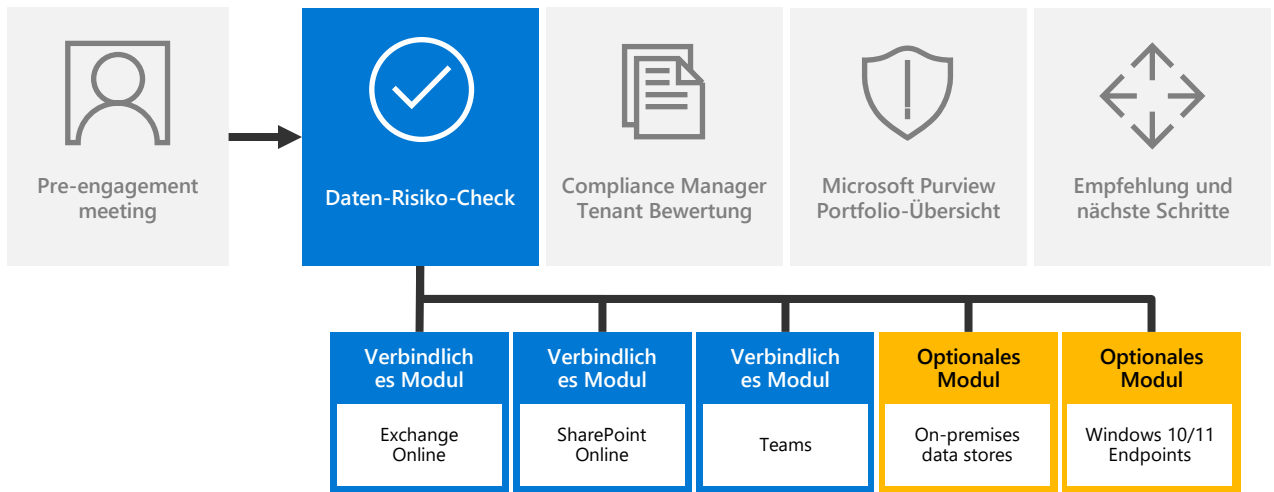 Pre-engagement
meeting
Daten-Risiko-Check
Compliance Manager
Tenant Bewertung
Microsoft Purview
Portfolio-Übersicht
Empfehlung und
nächste Schritte
Verbindlich
es Modul
Exchange
Online
Verbindlich
es Modul
SharePoint
Online
Verbindlich
es Modul
Teams
Optionales
Modul
On-premises
data stores
Optionales
Modul
Windows 10/11
Endpoints